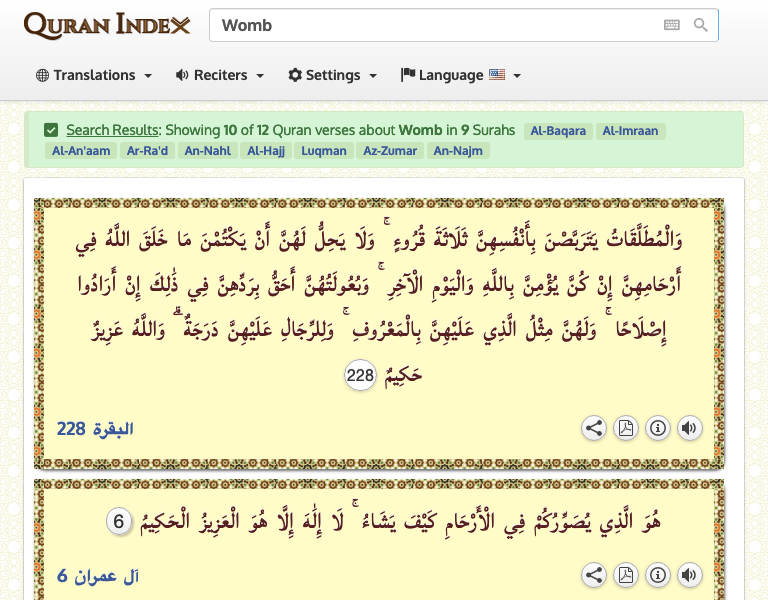 QURAN INDEX
Womb
Translations
Reciters
Settings
Language
Search Results: Showing 10 of 12 Quran verses about Womb in 9 Surahs Al-Baqara Al-Imraan
Al-An'aam Ar-Ra'd An-Nahl Al-Hajj Luqman Az-Zumar An-Najm
وَالْمُطَلَّقَاتُ يَتَرَبَّصْنَ بِأَنْفُسِهِنَّ ثَلَاثَةَ قُرُوءٍ ۚ وَلَا يَحِلُّ لَهُنَّ أَنْ يَكْتُمْنَ مَا خَلَقَ اللَّهُ فِي
أَرْحَامِهِنَّ إِنْ كُنَّ يُؤْمِنَّ بِاللَّهِ وَالْيَوْمِ الْآخِرِ ۚ وَبُعُولَتُهُنَّ أَحَقُّ بِرَدِّهِنَّ فِي ذَٰلِكَ إِنْ أَرَادُوا
إِصْلَاحًا ۚ وَلَهُنَّ مِثْلُ الَّذِي عَلَيْهِنَّ بِالْمَعْرُوفِ ۚ وَلِلرِّجَالِ عَلَيْهِنَّ دَرَجَةٌ ۗ وَاللَّهُ عَزِيزٌ
حَكِيمٌ 228
البقرة 228
هُوَ الَّذِي يُصَوِّرُكُمْ فِي الْأَرْحَامِ كَيْفَ يَشَاءُ ۚ لَا إِلَٰهَ إِلَّا هُوَ الْعَزِيزُ الْحَكِيمُ 6
آل عمران 6